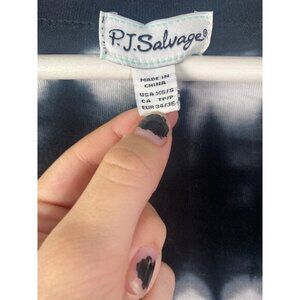 P.J.Salvage
MADE IN
CHINA
USA XS/S
CA TP/P
EUR 34/36